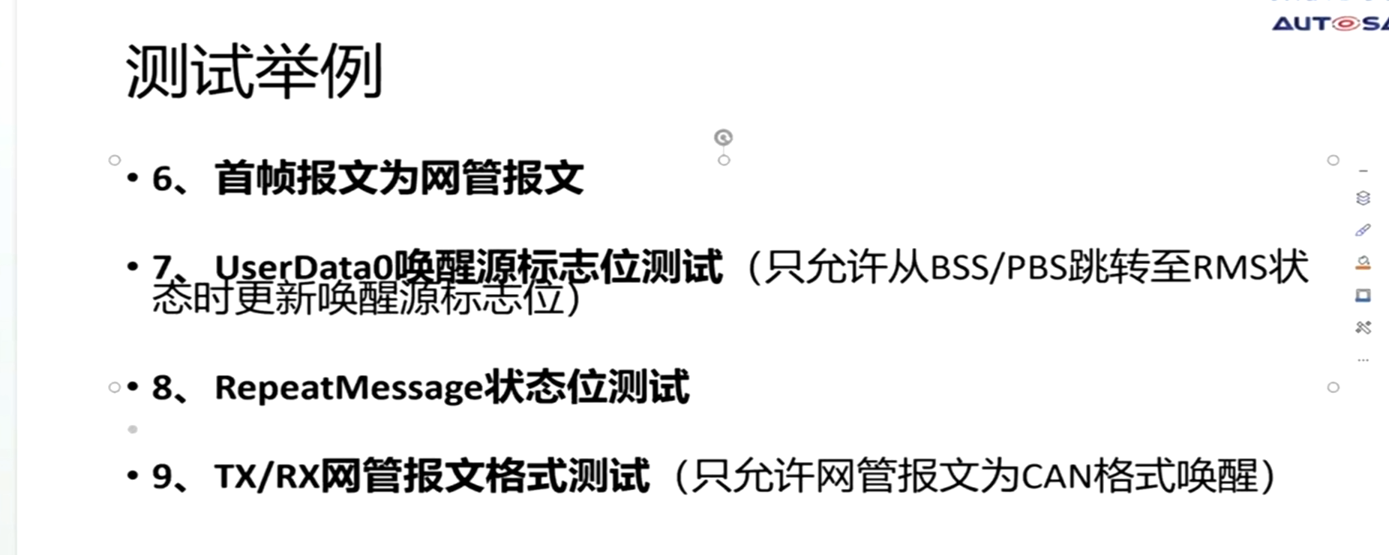 AUTOSA
测试举例
• 6、首帧报文为网管报文
• 7、UserData0唤醒源标志位测试（只允许从BSS/PBS跳转至RMS状
态时更新唤醒源标志位）
• 8、RepeatMessage状态位测试
• 9、TX/RX网管报文格式测试（只允许网管报文为CAN格式唤醒）